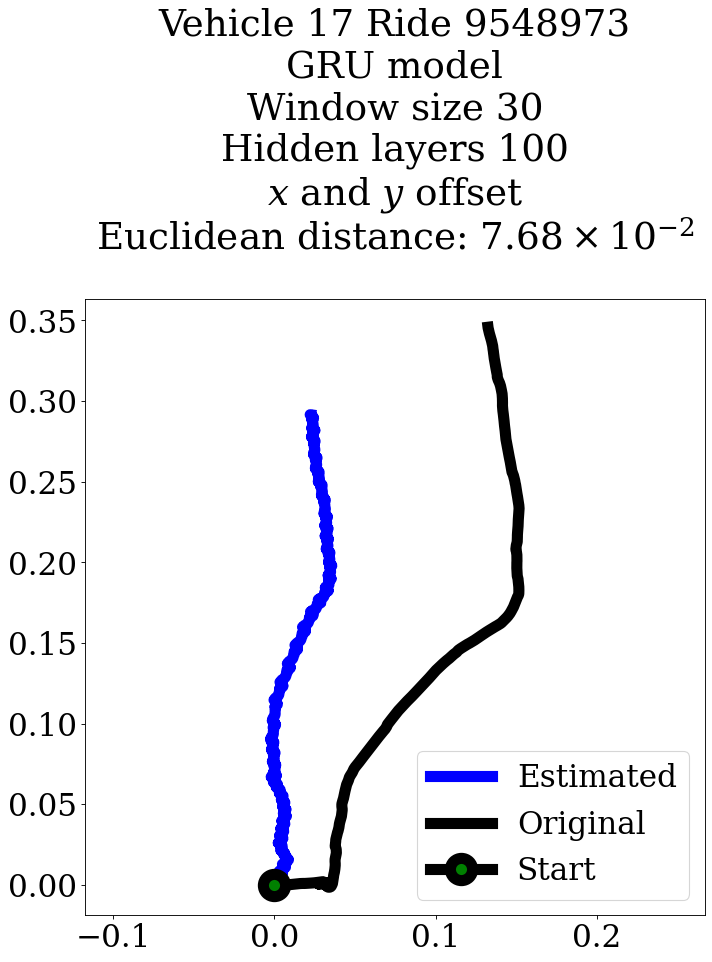 Vehicle 17 Ride 9548973
GRU model
Window size 30
Hidden layers 100
x and y offset
Euclidean distance: 7.68 × 10⁻²
0.35
0.30
0.25
0.20
0.15
0.10
0.05
0.00
−0.1
0.0
0.1
0.2
Estimated
Original
Start